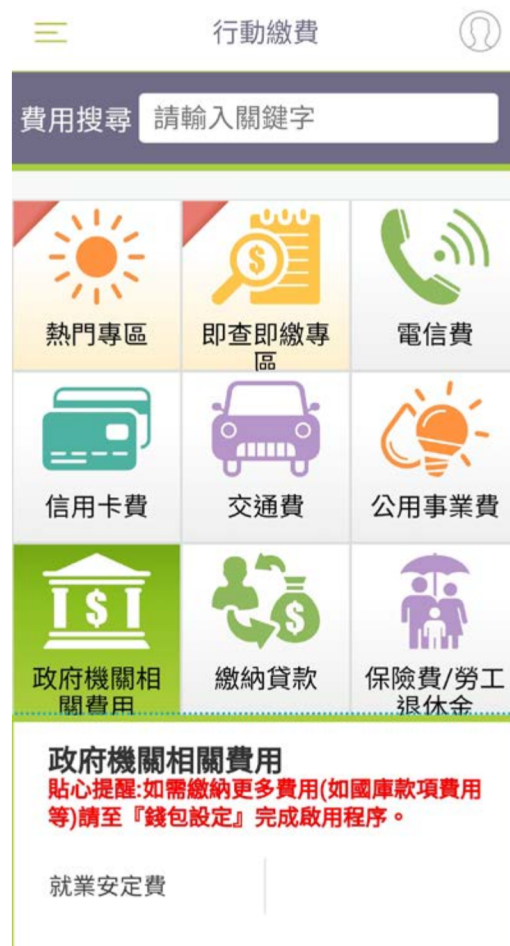 行動繳費
費用搜尋 請輸入關鍵字
熱門專區
即查即繳專
區
電信費
信用卡費
交通費
公用事業費
政府機關相
關費用
繳納貸款
保險費/勞工
退休金
政府機關相關費用
貼心提醒:如需繳納更多費用(如國庫款項費用
等)請至『錢包設定』完成啟用程序。
就業安定費